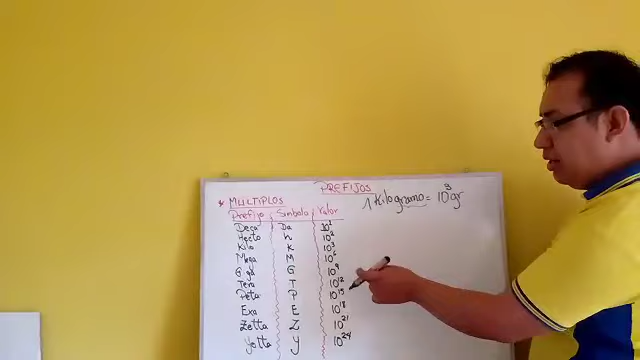 PREFIJOS
* MULTIPLOS
1 Kilogramo = 10³ gr
Prefijo Simbolo Valor
Deca Da 10¹
Hecto h 10²
Kilo K 10³
Mega M 10⁶
Giga G 10⁹
Tera T 10¹²
Peta P 10¹⁵
Exa E 10¹⁸
Zetta Z 10²¹
Yotta Y 10²⁴